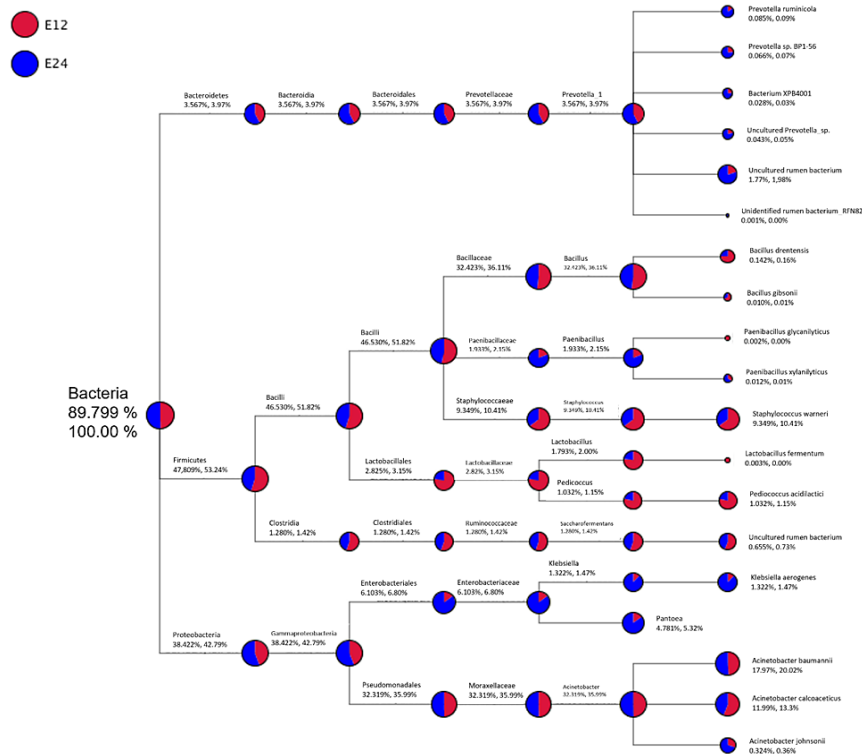 E12
E24
Prevotella ruminicola
0.085%, 0.09%
Prevotella sp. BP1-56
0.066%, 0.07%
Bacteroidetes
3.567%, 3.97%
Bacteroidia
3.567%, 3.97%
Bacteroidales
3.567%, 3.97%
Prevotellaceae
3.567%, 3.97%
Prevotella_1
3.567%, 3.97%
Bacterium XPB4001
0.028%, 0.03%
Uncultured Prevotella_sp.
0.043%, 0.05%
Uncultured rumen bacterium
1.77%, 1,98%
Unidentified rumen bacterium_RFN82
0.001%, 0.00%
Bacillaceae
32.423%, 36.11%
Bacillus
32.423%, 36.11%
Bacillus drentensis
0.142%, 0.16%
Bacillus gibsonii
0.010%, 0.01%
Bacilli
46.530%, 51.82%
Paenibacillaceae
1.933%, 2.15%
Paenibacillus
1.933%, 2.15%
Paenibacillus glycanilyticus
0.002%, 0.00%
Paenibacillus xylanilyticus
0.012%, 0.01%
Bacteria
89.799 %
100.00 %
Bacilli
46.530%, 51.82%
Staphylococcaeae
9.349%, 10.41%
Staphylococcus
9.349%, 10.41%
Staphylococcus warneri
9.349%, 10.41%
Firmicutes
47,809%, 53.24%
Lactobacillales
2.825%, 3.15%
Lactobacillaceae
2.82%, 3.15%
Lactobacillus
1.793%, 2.00%
Lactobacillus fermentum
0.003%, 0.00%
Pedicoccus
1.032%, 1.15%
Pediococcus acidilactici
1.032%, 1.15%
Clostridia
1.280%, 1.42%
Clostridiales
1.280%, 1.42%
Ruminococcaceae
1.280%, 1.42%
Saccharofermentans
1.280%, 1.42%
Uncultured rumen bacterium
0.655%, 0.73%
Enterobacteriales
6.103%, 6.80%
Enterobacteriaceae
6.103%, 6.80%
Klebsiella
1.322%, 1.47%
Klebsiella aerogenes
1.322%, 1.47%
Pantoea
4.781%, 5.32%
Proteobacteria
38.422%, 42.79%
Gammaproteobacteria
38.422%, 42.79%
Pseudomonadales
32.319%, 35.99%
Moraxellaceae
32.319%, 35.99%
Acinetobacter
32.319%, 35.99%
Acinetobacter baumannii
17.97%, 20.02%
Acinetobacter calcoaceticus
11.99%, 13.3%
Acinetobacter johnsonii
0.324%, 0.36%